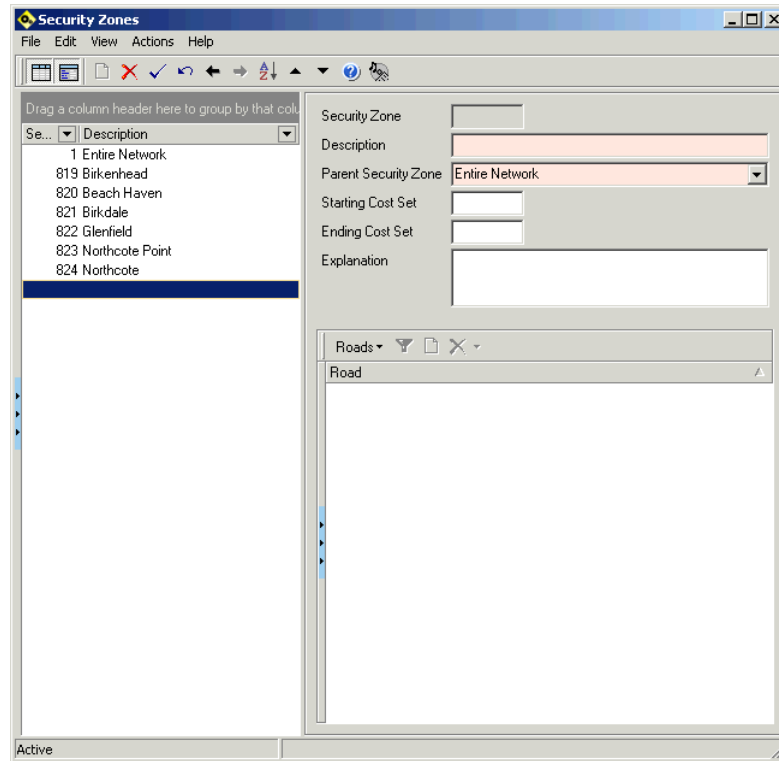 Security Zones
File Edit View Actions Help
Drag a column header here to group by that colu
Se... Description
1 Entire Network
819 Birkenhead
820 Beach Haven
821 Birkdale
822 Glenfield
823 Northcote Point
824 Northcote
Security Zone
Description
Parent Security Zone Entire Network
Starting Cost Set
Ending Cost Set
Explanation
Roads
Road
Active